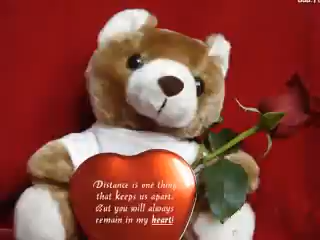 Distance is one thing
that keeps us apart.
But you will always
remain in my heart!